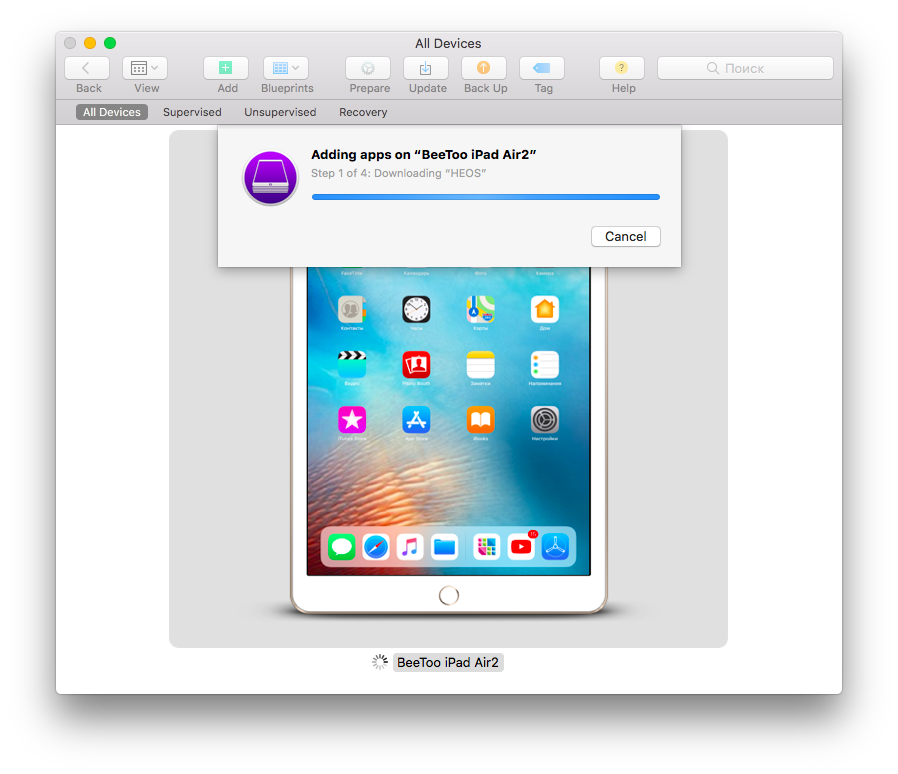 All Devices
Поиск
Back View Add Blueprints Prepare Update Back Up Tag Help
All Devices Supervised Unsupervised Recovery
Adding apps on “BeeToo iPad Air2”
Step 1 of 4: Downloading “HEOS”
Cancel
FaceTime Календарь Фото Камера
Контакты Часы Карты Дом
Видео Photo Booth Заметки Напоминания
iTunes Store App Store iBooks Настройки
BeeToo iPad Air2